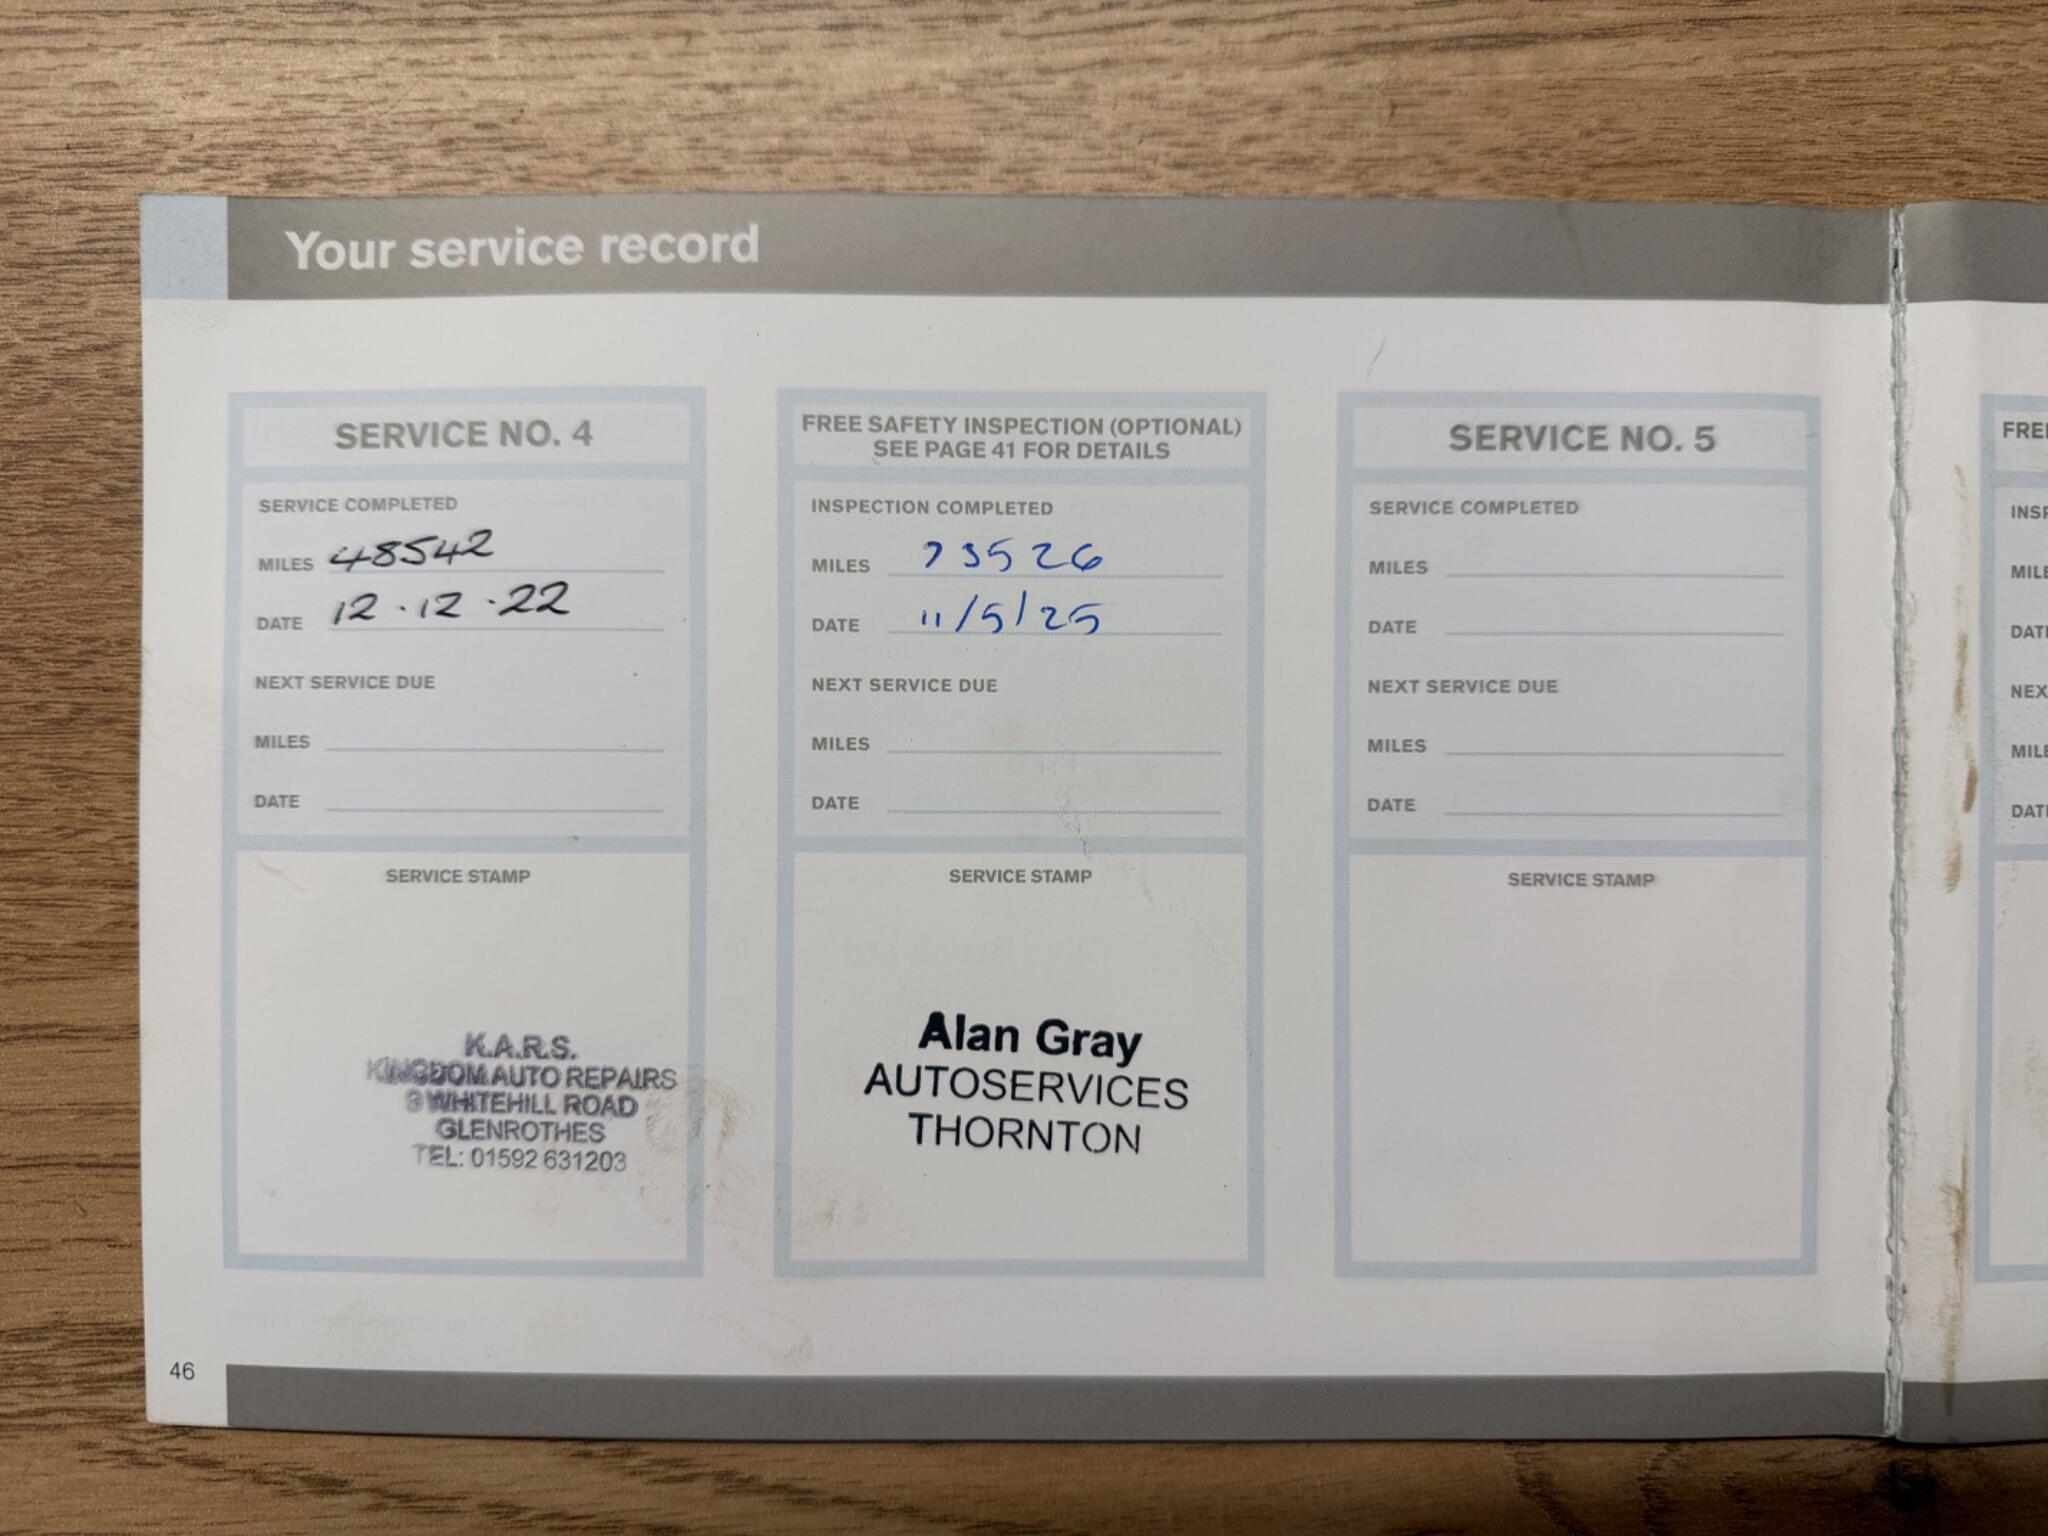 Your service record
SERVICE NO. 4
SERVICE COMPLETED
MILES 48542
DATE 12.12.22
NEXT SERVICE DUE
MILES
DATE
SERVICE STAMP
K.A.R.S.
KINGDOM AUTO REPAIRS
9 WHITEHILL ROAD
GLENROTHES
TEL: 01592 631203
FREE SAFETY INSPECTION (OPTIONAL)
SEE PAGE 41 FOR DETAILS
INSPECTION COMPLETED
MILES 73526
DATE 11/5/25
NEXT SERVICE DUE
MILES
DATE
SERVICE STAMP
Alan Gray
AUTOSERVICES
THORNTON
SERVICE NO. 5
SERVICE COMPLETED
MILES
DATE
NEXT SERVICE DUE
MILES
DATE
SERVICE STAMP
46